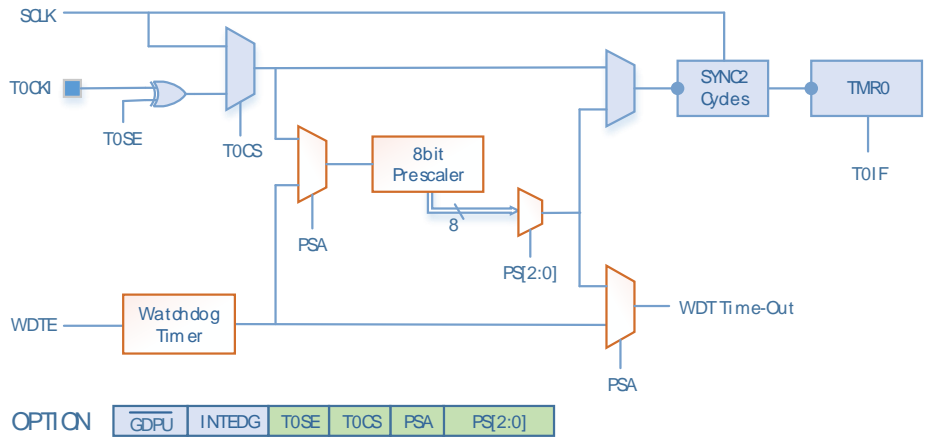 SCLK
T0CKI
T0SE
T0CS
SYNC2
Cycles
TMR0
T0IF
8bit
Prescaler
8
PSA
PS[2:0]
WDTE
Watchdog
Timer
WDT Time-Out
PSA
OPTION GDPU INTEDG T0SE T0CS PSA PS[2:0]